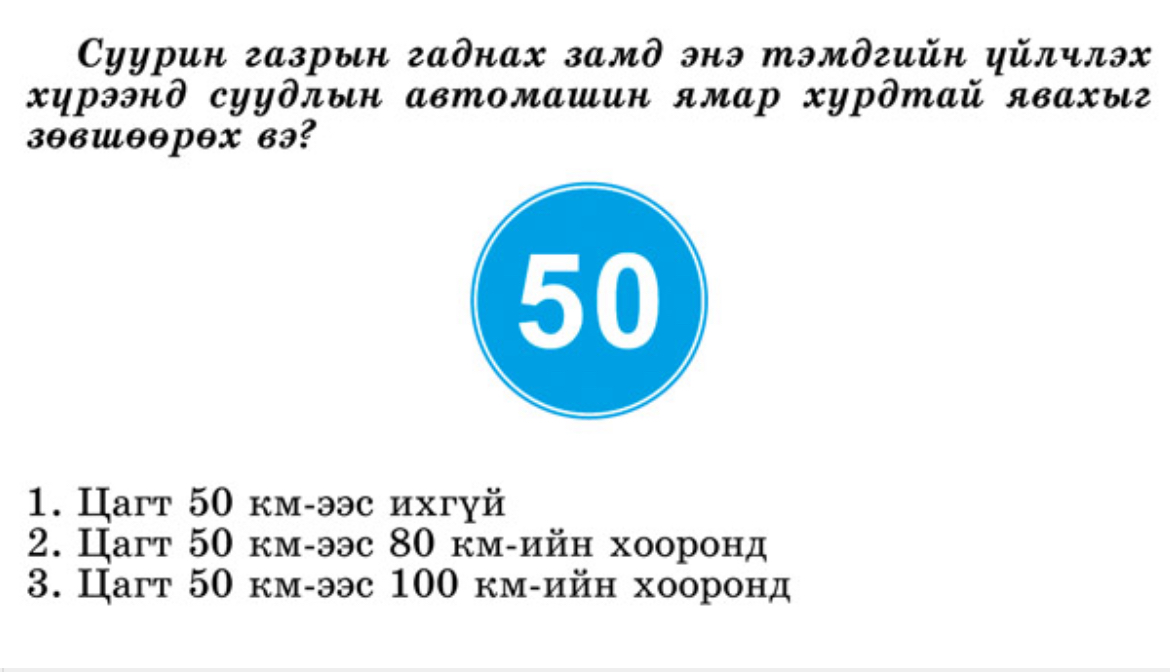 Суурин газрын гаднах замд энэ тэмдгийн үйлчлэх
хүрээнд суудлын автомашин ямар хурдтай явахыг
зөвшөөрөх вэ?
50
1. Цагт 50 км-ээс ихгүй
2. Цагт 50 км-ээс 80 км-ийн хооронд
3. Цагт 50 км-ээс 100 км-ийн хооронд